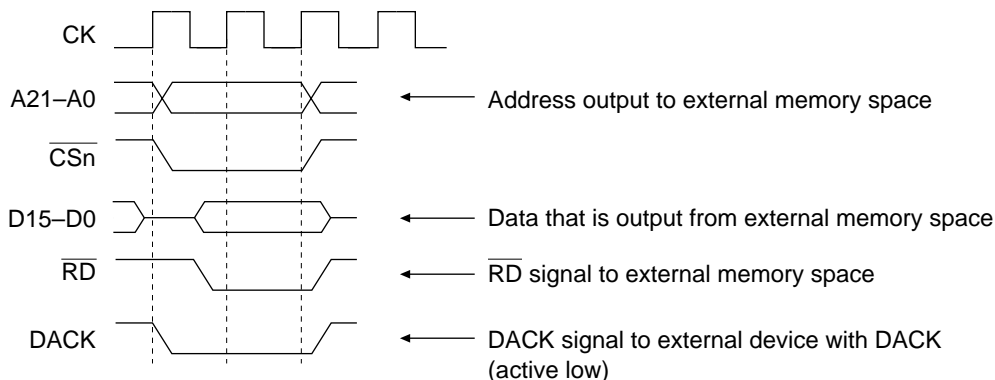 CK
A21–A0
Address output to external memory space
CSn
D15–D0
Data that is output from external memory space
RD
RD signal to external memory space
DACK
DACK signal to external device with DACK
(active low)